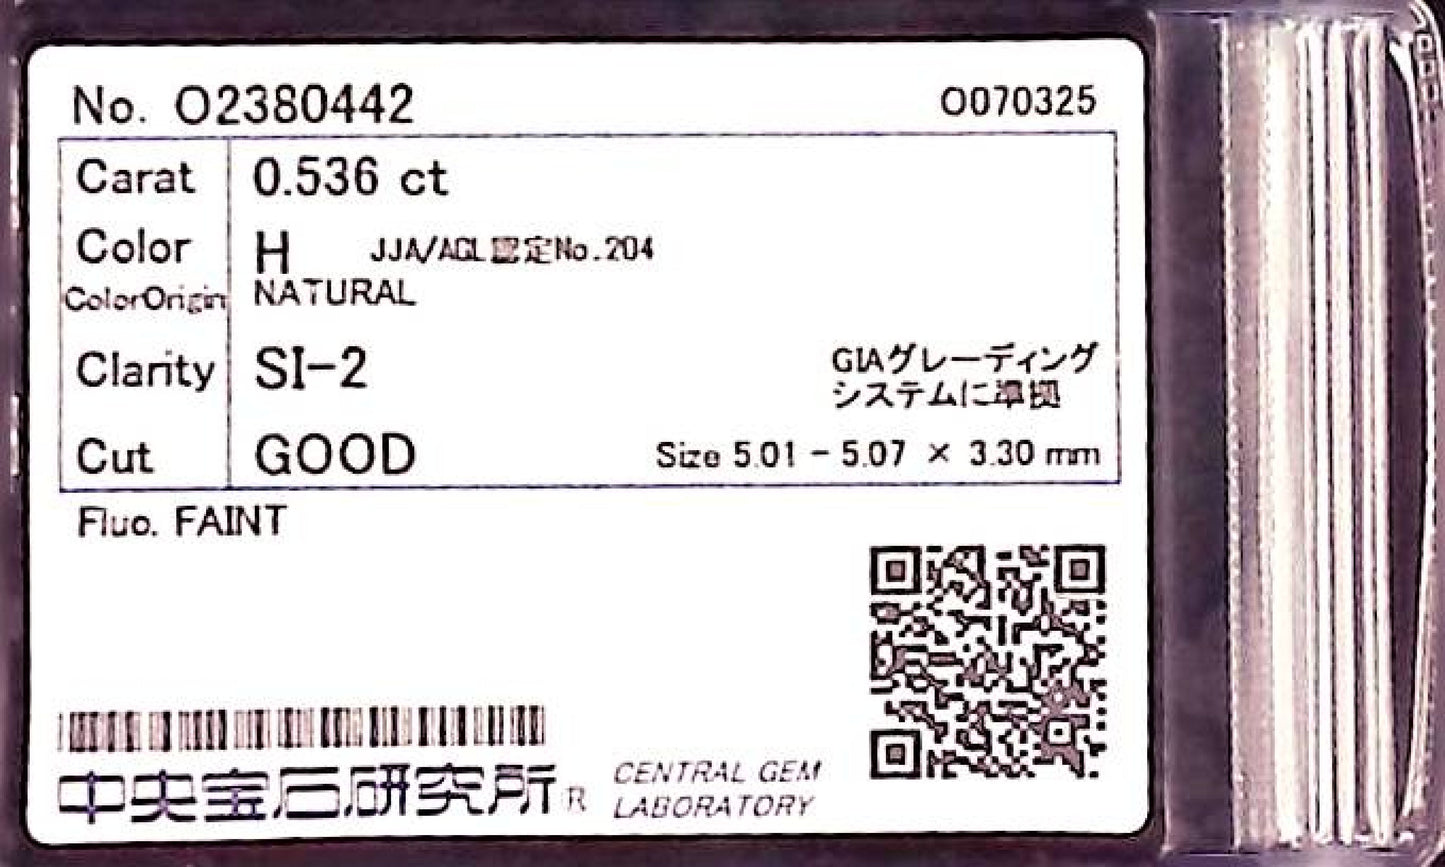 No. O2380442
O070325
Carat 0.536 ct
Color H JJA/AGL認定No.204
ColorOrigin NATURAL
Clarity SI-2
GIAグレーディング
システムに準拠
Cut GOOD Size 5.01 - 5.07 × 3.30 mm
Fluo. FAINT
中央宝石研究所 R
CENTRAL GEM
LABORATORY